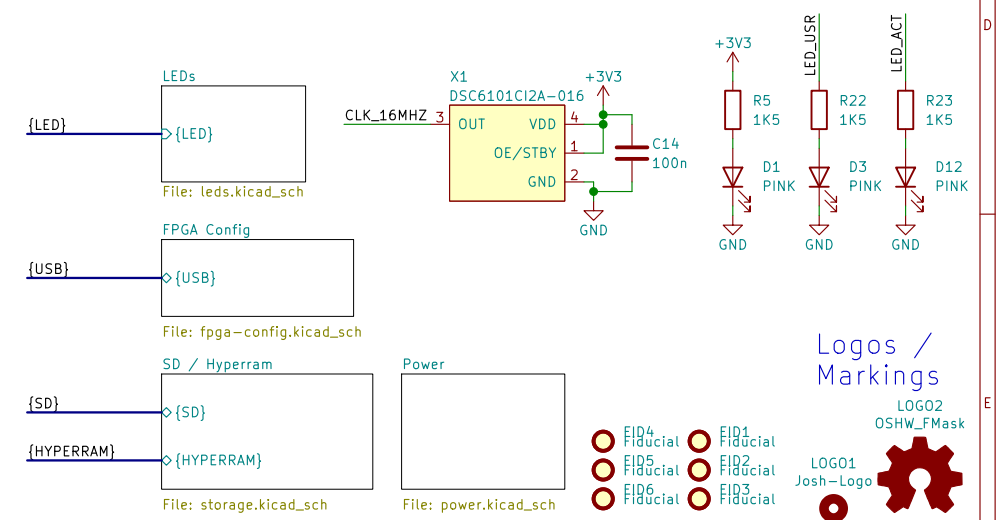 LEDs
{LED}
{LED}
File: leds.kicad_sch
FPGA Config
{USB}
{USB}
File: fpga-config.kicad_sch
SD / Hyperram
{SD}
{SD}
{HYPERRAM}
{HYPERRAM}
File: storage.kicad_sch
Power
File: power.kicad_sch
X1
DSC6101CI2A-016
CLK_16MHZ
3
OUT
VDD
4
OE/STBY
1
GND
2
+3V3
C14
100n
GND
+3V3
R5
1K5
D1
PINK
GND
LED_USR
R22
1K5
D3
PINK
GND
LED_ACT
R23
1K5
D12
PINK
GND
D
E
Logos /
Markings
FID4
Fiducial
FID5
Fiducial
FID6
Fiducial
FID1
Fiducial
FID2
Fiducial
FID3
Fiducial
LOGO1
Josh-Logo
LOGO2
OSHW_FMask